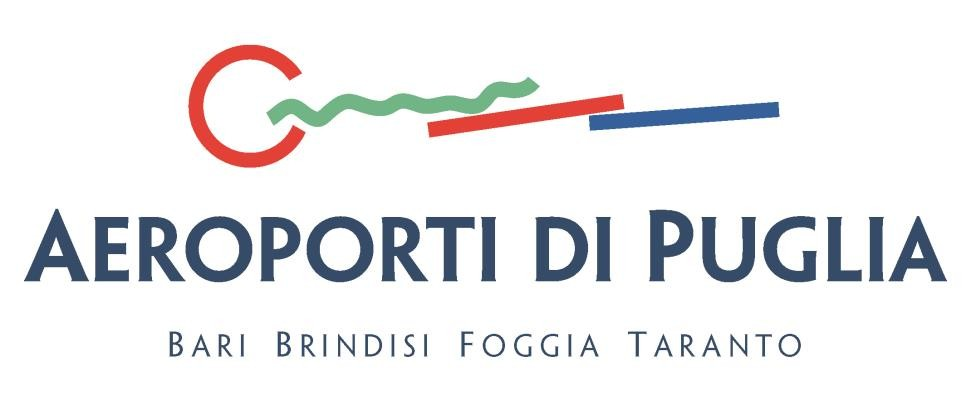 AEROPORTI DI PUGLIA
BARI BRINDISI FOGGIA TARANTO